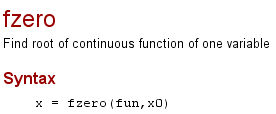 fzero
Find root of continuous function of one variable
Syntax
x = fzero(fun,x0)